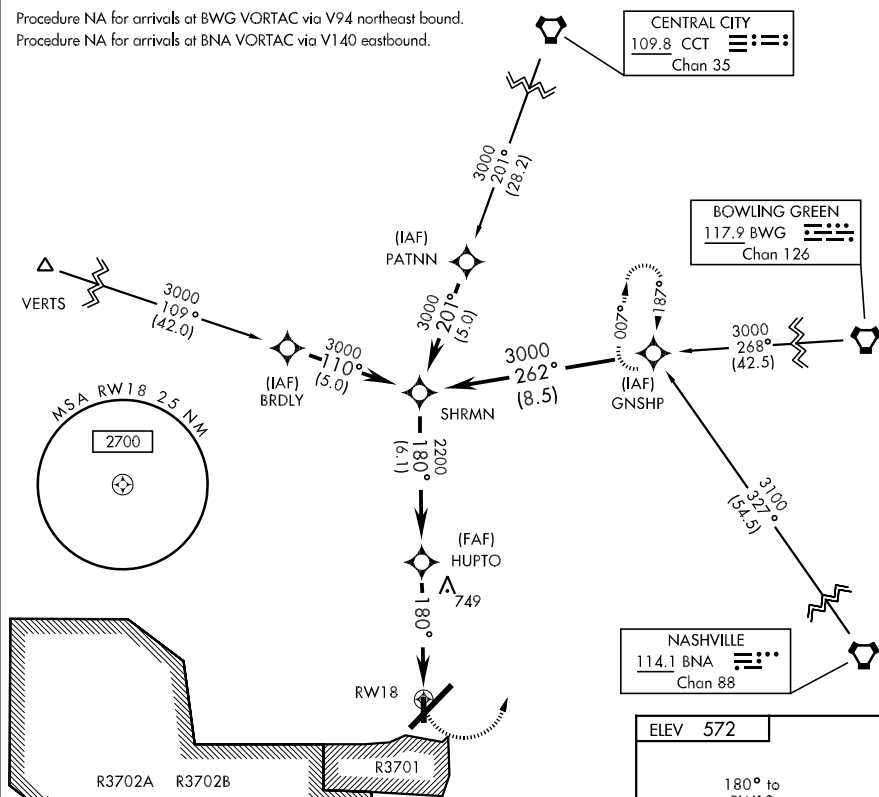 Procedure NA for arrivals at BWG VORTAC via V94 northeast bound.
Procedure NA for arrivals at BNA VORTAC via V140 eastbound.
CENTRAL CITY
109.8 CCT
Chan 35
3000
201°
(28.2)
(IAF)
PATNN
BOWLING GREEN
117.9 BWG
Chan 126
VERTS
3000
109°
(42.0)
3000
201°
(5.0)
007°
187°
3000
268°
(42.5)
3000
110°
(5.0)
3000
262°
(8.5)
(IAF)
BRDLY
(IAF)
GNSHP
SHRMN
MSA RW18 25 NM
2700
2200
180°
(6.1)
3100
327°
(54.5)
(FAF)
HUPTO
749
180°
NASHVILLE
114.1 BNA
Chan 88
RW18
ELEV 572
R3701
R3702A R3702B
180° to